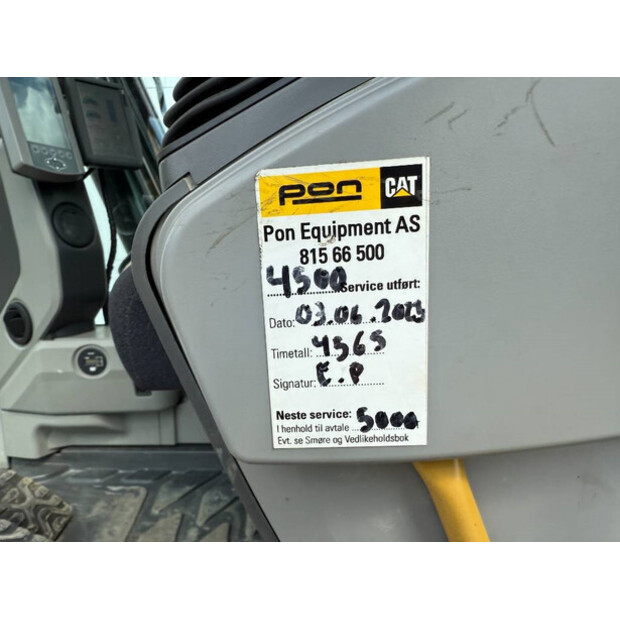 pon CAT
Pon Equipment AS
815 66 500
4500 Service utført:
Dato: 03.06.2023
Timetall: 4565
Signatur: E.P
Neste service: 5000
I henhold til avtale
Evt. se Smøre og Vedlikeholdsbok